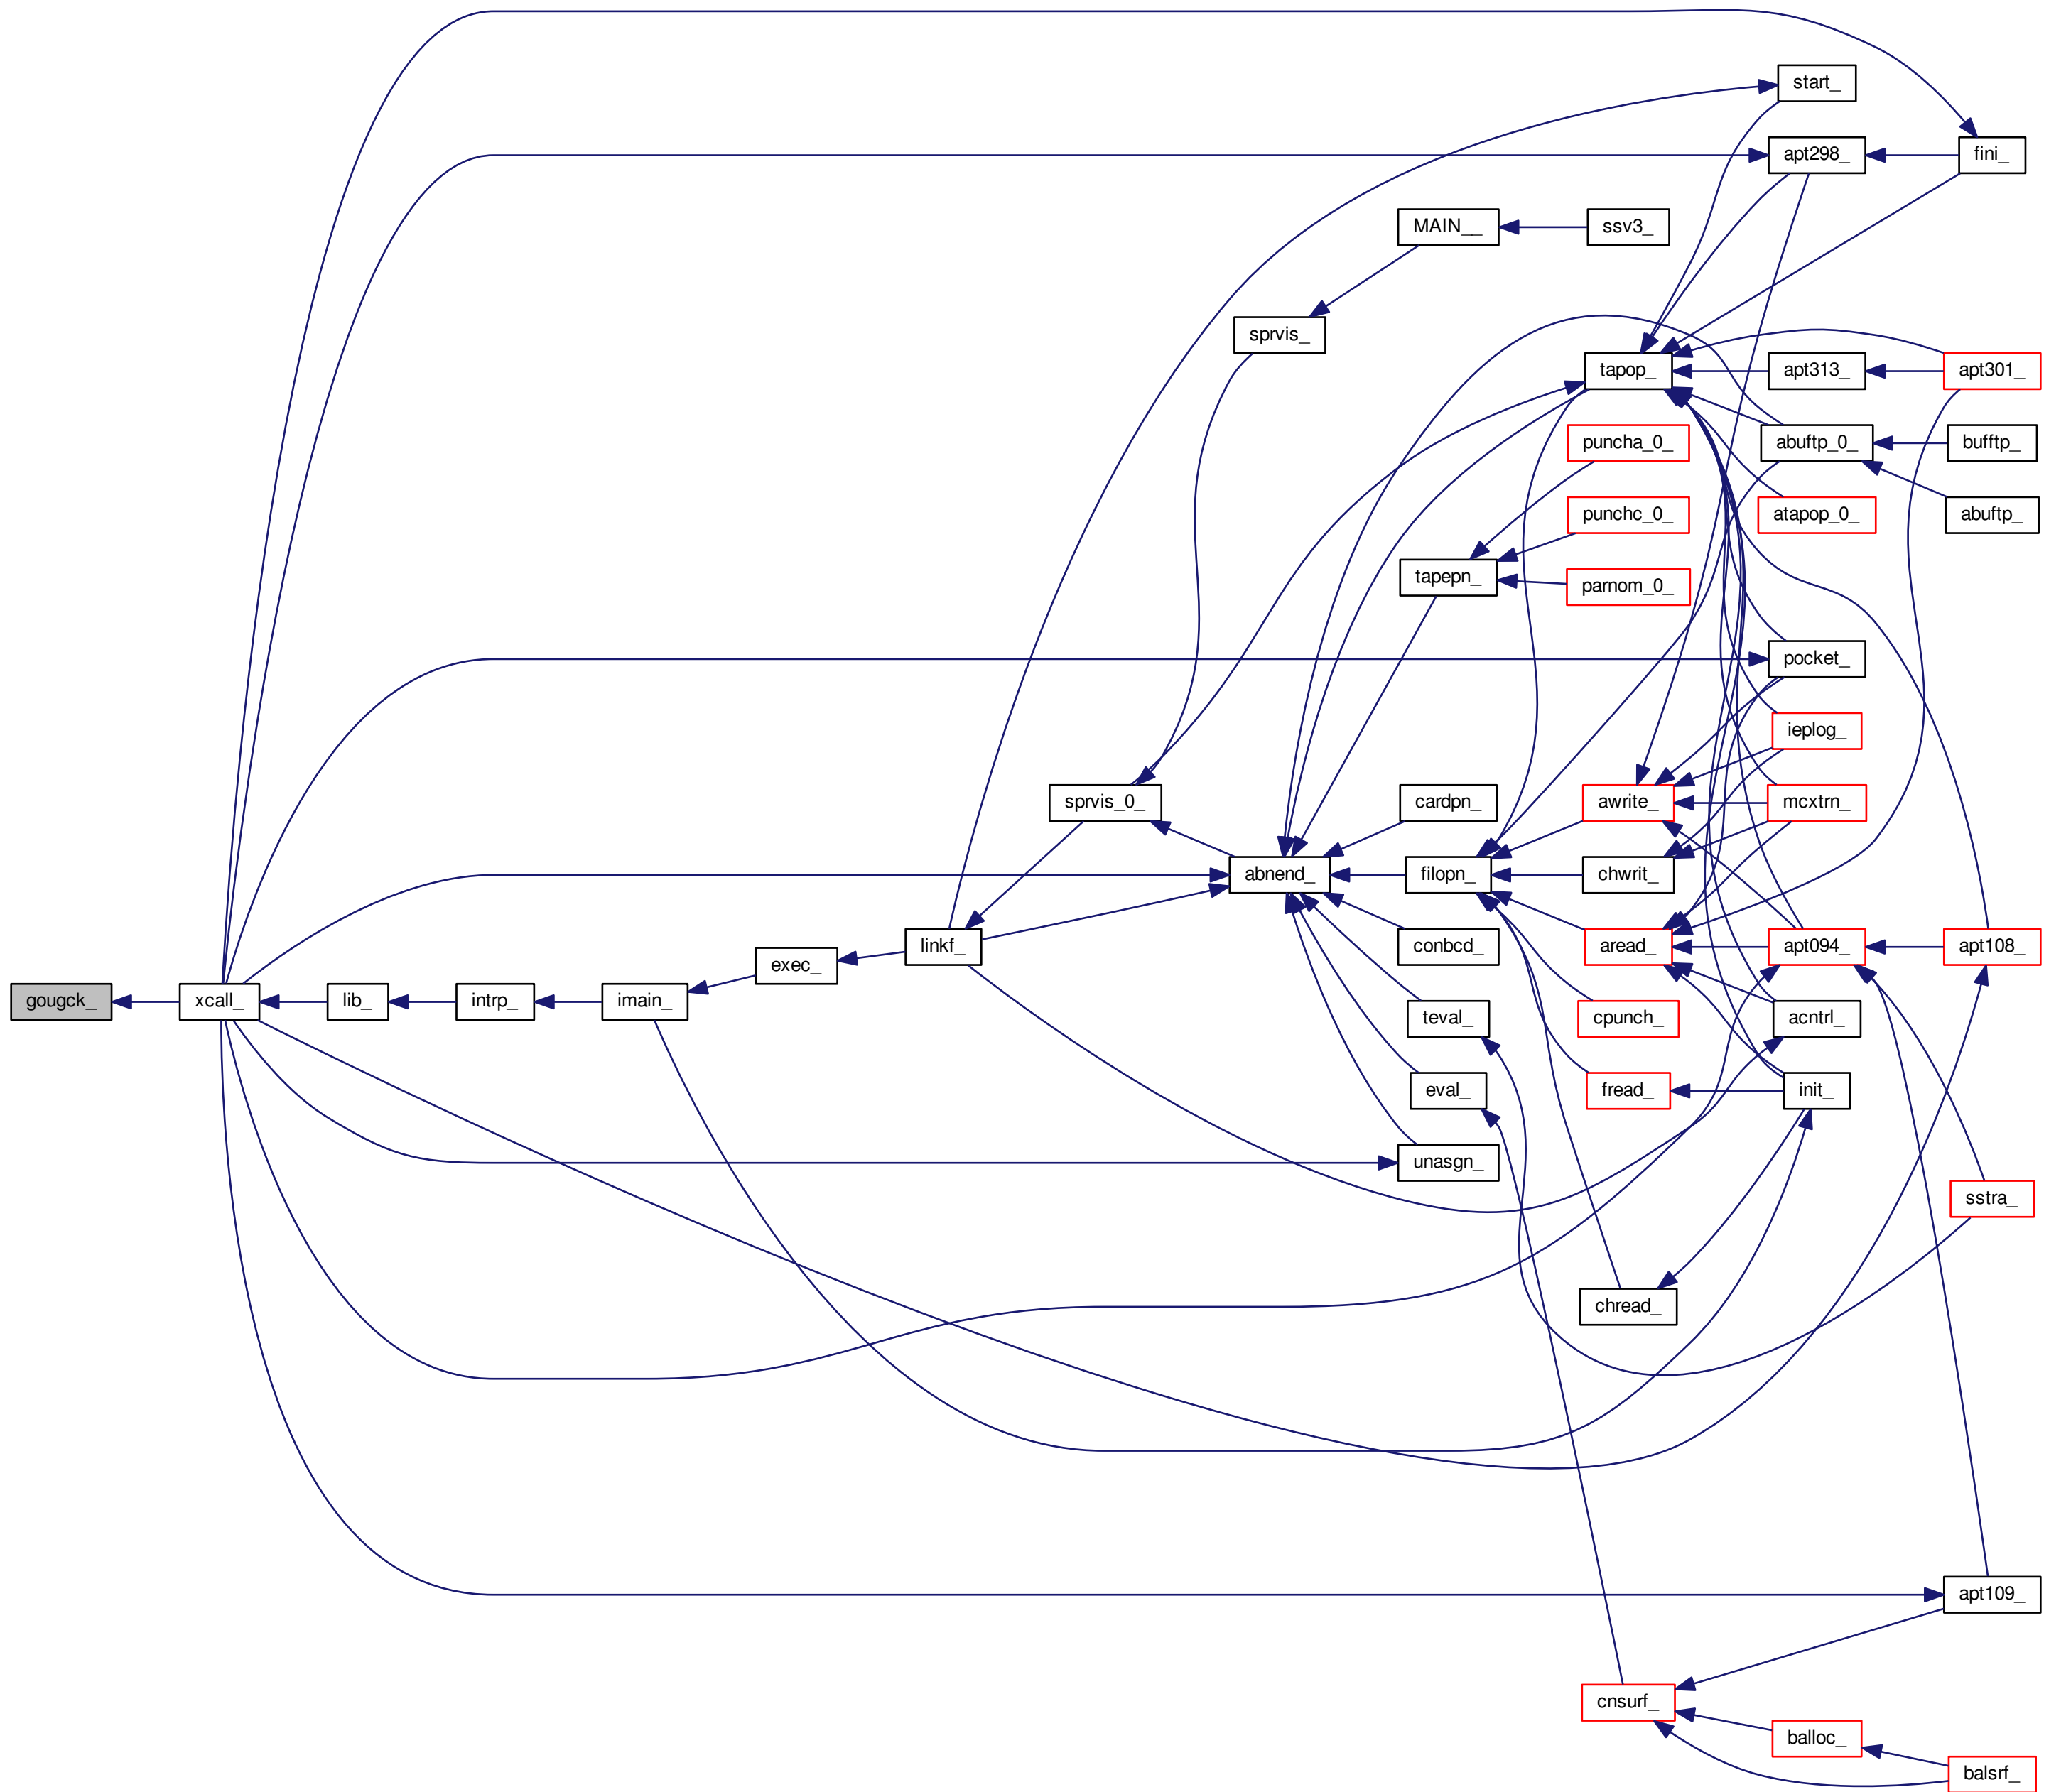 start_
apt298_
fini_
MAIN__
ssv3_
sprvis_
tapop_
apt313_
apt301_
puncha_0_
abuftp_0_
bufftp_
punchc_0_
atapop_0_
abuftp_
tapepn_
parnom_0_
pocket_
ieplog_
sprvis_0_
cardpn_
awrite_
mcxtrn_
abnend_
filopn_
chwrit_
linkf_
conbcd_
aread_
apt094_
apt108_
exec_
gougck_
xcall_
lib_
intrp_
imain_
teval_
cpunch_
acntrl_
eval_
fread_
init_
unasgn_
sstra_
chread_
apt109_
cnsurf_
balloc_
balsrf_